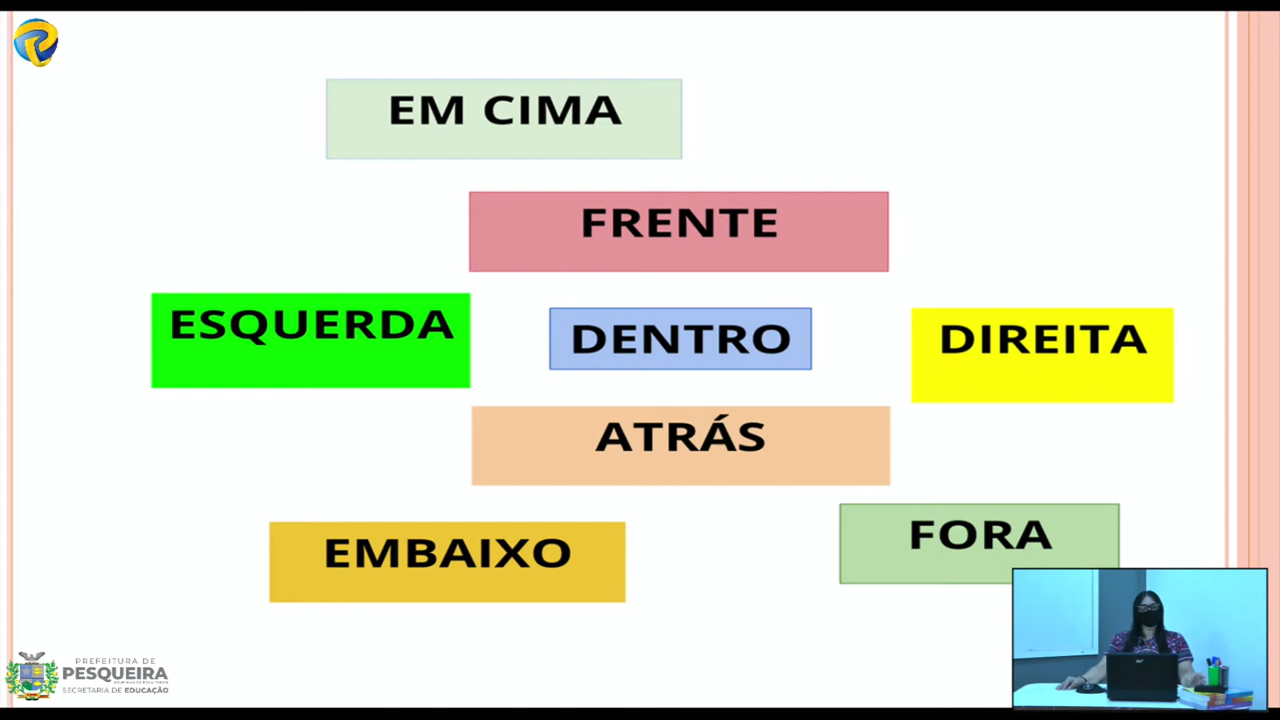 EM CIMA
FRENTE
ESQUERDA
DENTRO
DIREITA
ATRÁS
FORA
EMBAIXO
PREFEITURA DE
PESQUEIRA
SECRETARIA DE EDUCAÇÃO